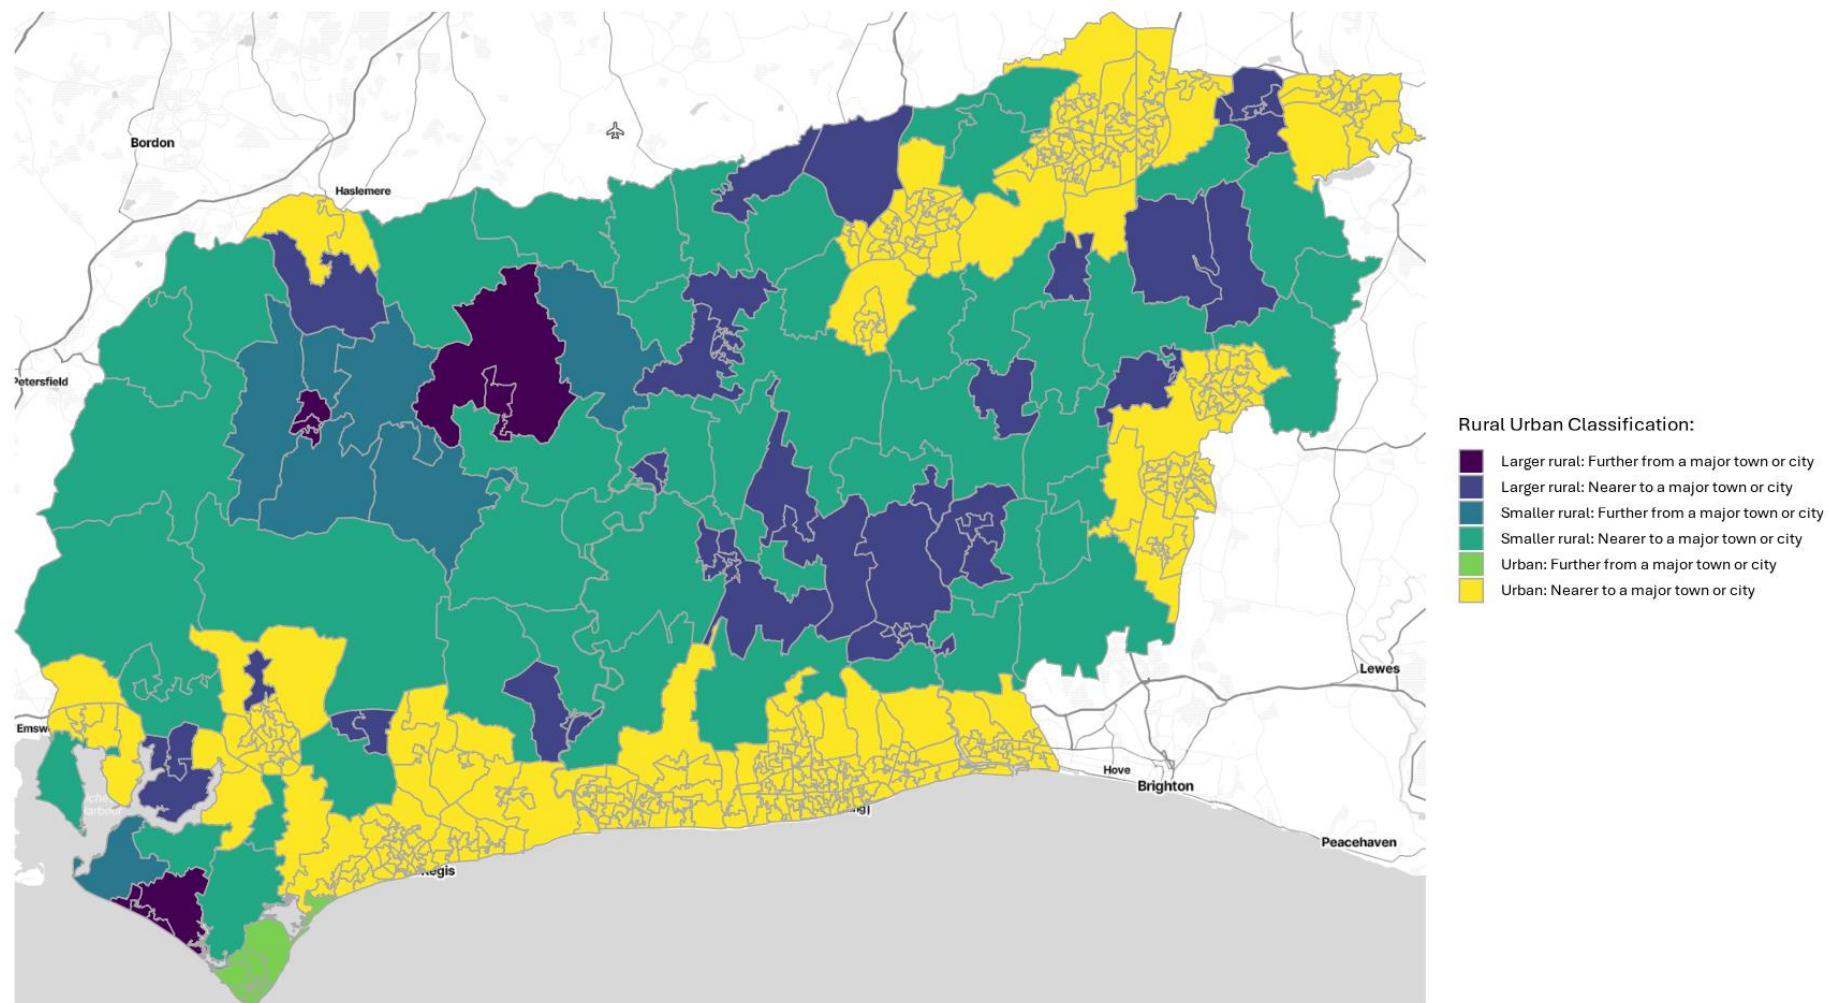 Bordon
Haslemere
Petersfield
Rural Urban Classification:
Larger rural: Further from a major town or city
Larger rural: Nearer to a major town or city
Smaller rural: Further from a major town or city
Smaller rural: Nearer to a major town or city
Urban: Further from a major town or city
Urban: Nearer to a major town or city
Lewes
Emsw
Hove
Brighton
Peacehaven
Regis